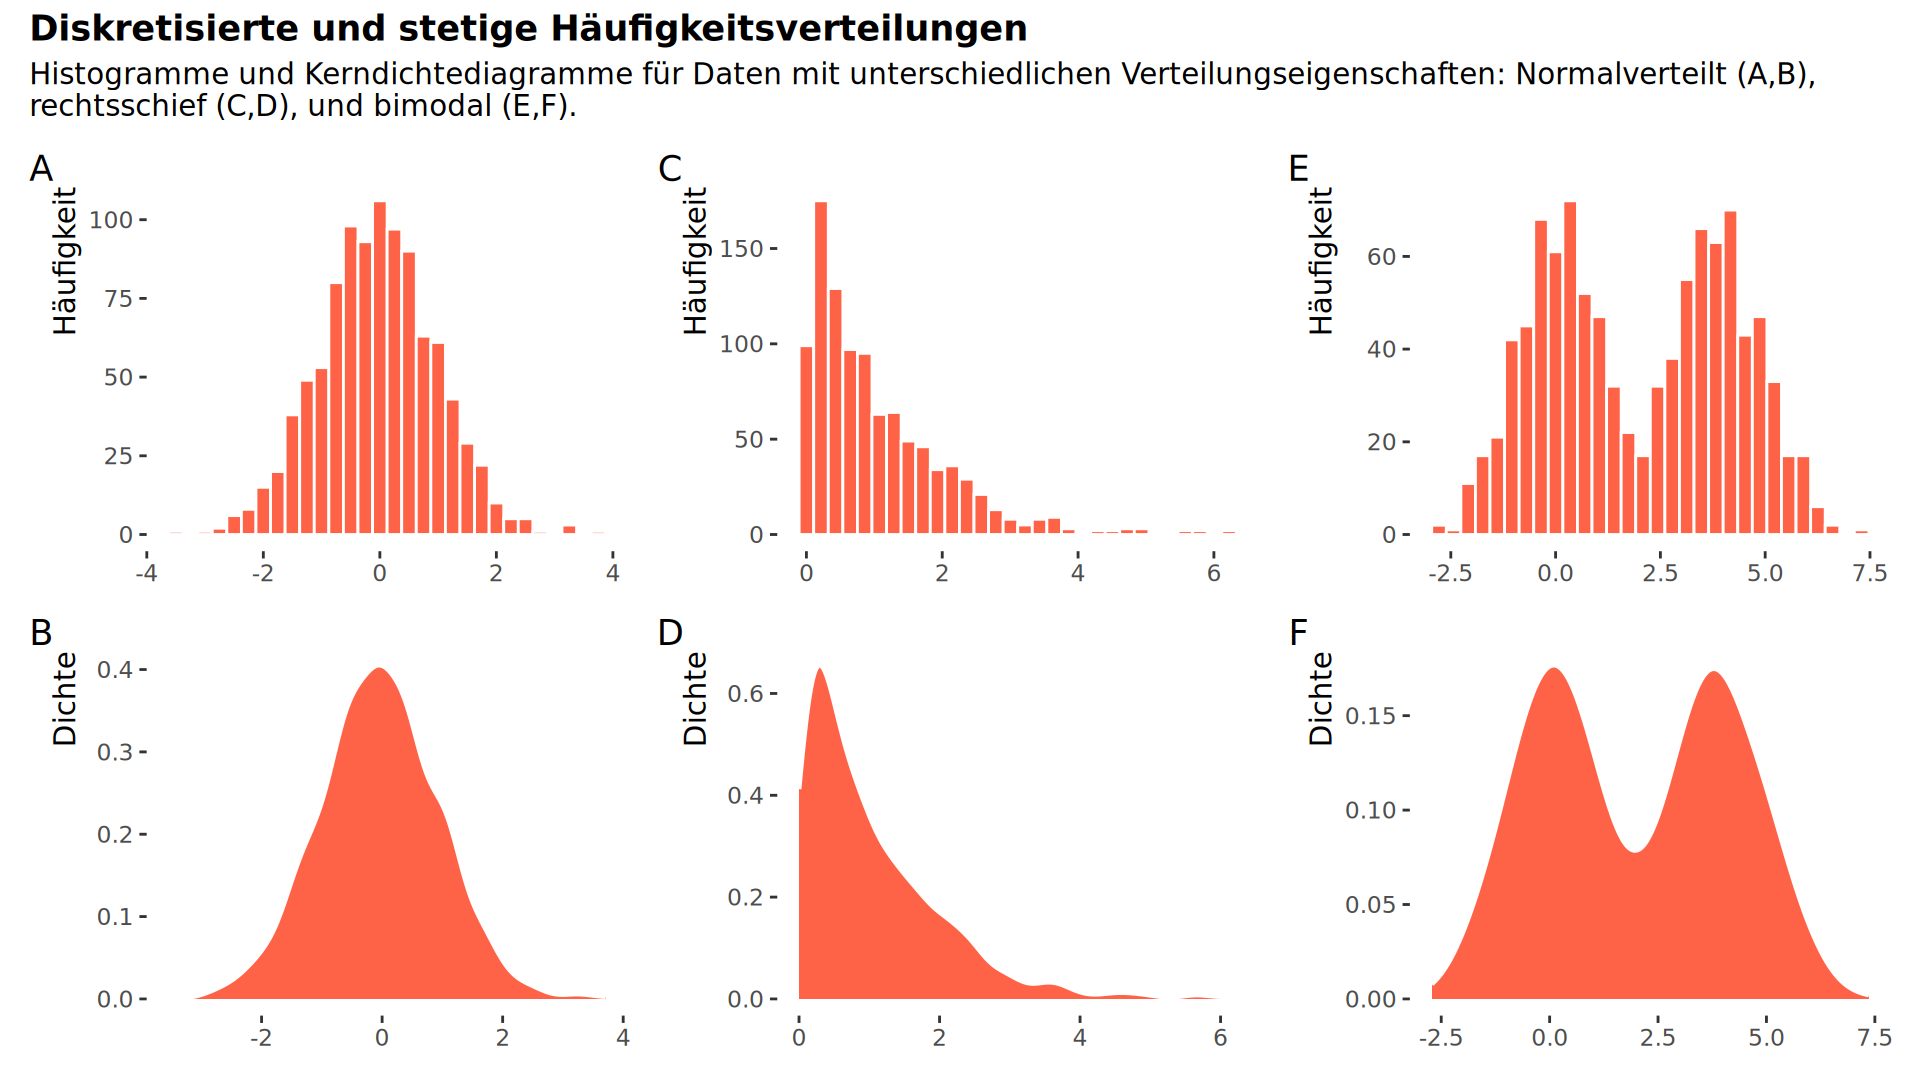 Diskretisierte und stetige Häufigkeitsverteilungen
Histogramme und Kerndichtediagramme für Daten mit unterschiedlichen Verteilungseigenschaften: Normalverteilt (A,B),
rechtsschief (C,D), und bimodal (E,F).
A
Häufigkeit
100
75
50
25
0
-4 -2 0 2 4
C
Häufigkeit
150
100
50
0
0 2 4 6
E
Häufigkeit
60
40
20
0
-2.5 0.0 2.5 5.0 7.5
B
Dichte
0.4
0.3
0.2
0.1
0.0
-2 0 2 4
D
Dichte
0.6
0.4
0.2
0.0
0 2 4 6
F
Dichte
0.15
0.10
0.05
0.00
-2.5 0.0 2.5 5.0 7.5